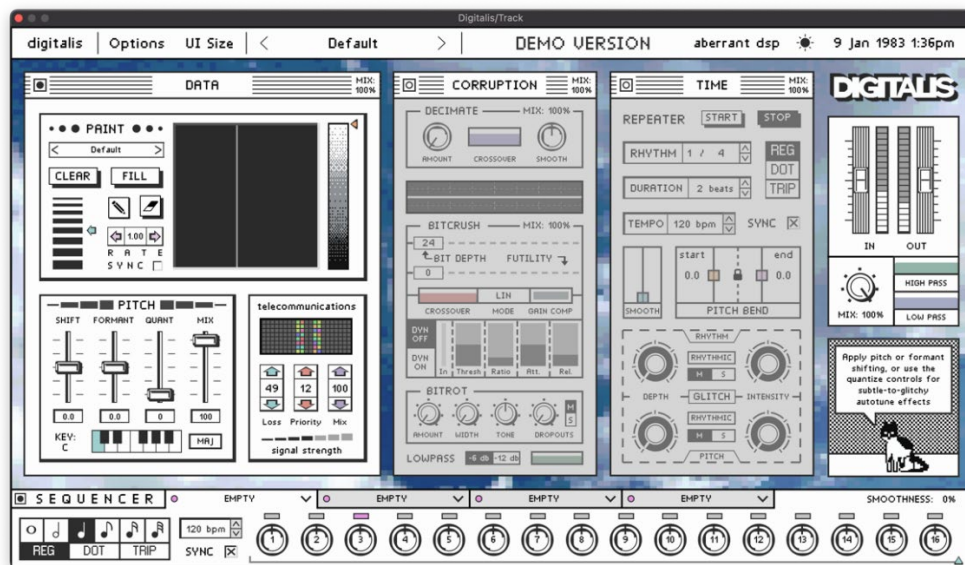 Digitalis/Track
digitalis Options UI Size < Default > DEMO VERSION aberrant dsp 9 Jan 1983 1:36pm
DATA MIX: 100%
PAINT
< Default >
CLEAR FILL
1.00
RATE
SYNC
PITCH
SHIFT FORMANT QUANT MIX
0.0 0.0 0 100
KEY: C MAJ
telecommunications
49 12 100
Loss Priority Mix
signal strength
CORRUPTION MIX: 100%
DECIMATE MIX: 100%
AMOUNT CROSSOVER SMOOTH
BITCRUSH MIX: 100%
24
BIT DEPTH FUTILITY
0
LIN
CROSSOVER MODE GAIN COMP
DYN OFF
DYN ON
In Thresh Ratio Att. Rel.
BITROT
M
S
AMOUNT WIDTH TONE DROPOUTS
LOWPASS -6 db -12 db
TIME MIX: 100%
REPEATER START STOP
RHYTHM 1 / 4 REG
DOT
DURATION 2 beats TRIP
TEMPO 120 bpm SYNC
start end
0.0 0.0
SMOOTH PITCH BEND
RHYTHM
RHYTHMIC
M S
DEPTH GLITCH INTENSITY
RHYTHMIC
M S
PITCH
DIGITALIS
IN OUT
HIGH PASS
MIX: 100% LOW PASS
Apply pitch or formant
shifting, or use the
quantize controls for
subtle-to-glitchy
autotune effects
SEQUENCER EMPTY EMPTY EMPTY EMPTY SMOOTHNESS: 0%
120 bpm
REG DOT TRIP SYNC
1 2 3 4 5 6 7 8 9 10 11 12 13 14 15 16